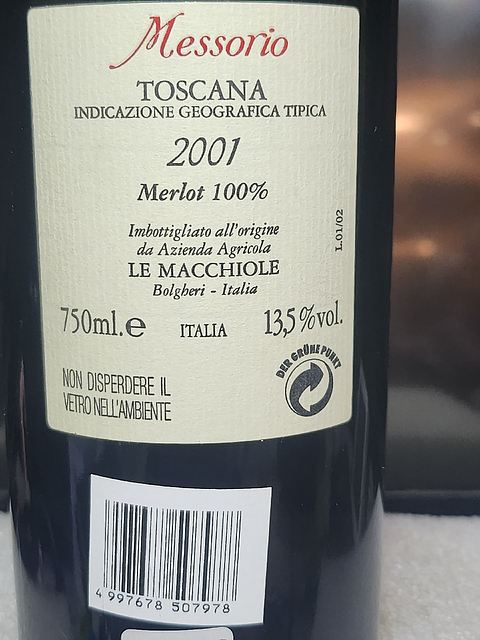 Messorio
TOSCANA
INDICAZIONE GEOGRAFICA TIPICA
2001
Merlot 100%
Imbottigliato all'origine
da Azienda Agricola
LE MACCHIOLE
Bolgheri - Italia
L.01/02
750ml.e ITALIA 13,5%vol.
DER GRÜNE PUNKT
NON DISPERDERE IL
VETRO NELL'AMBIENTE
4 997678 507978